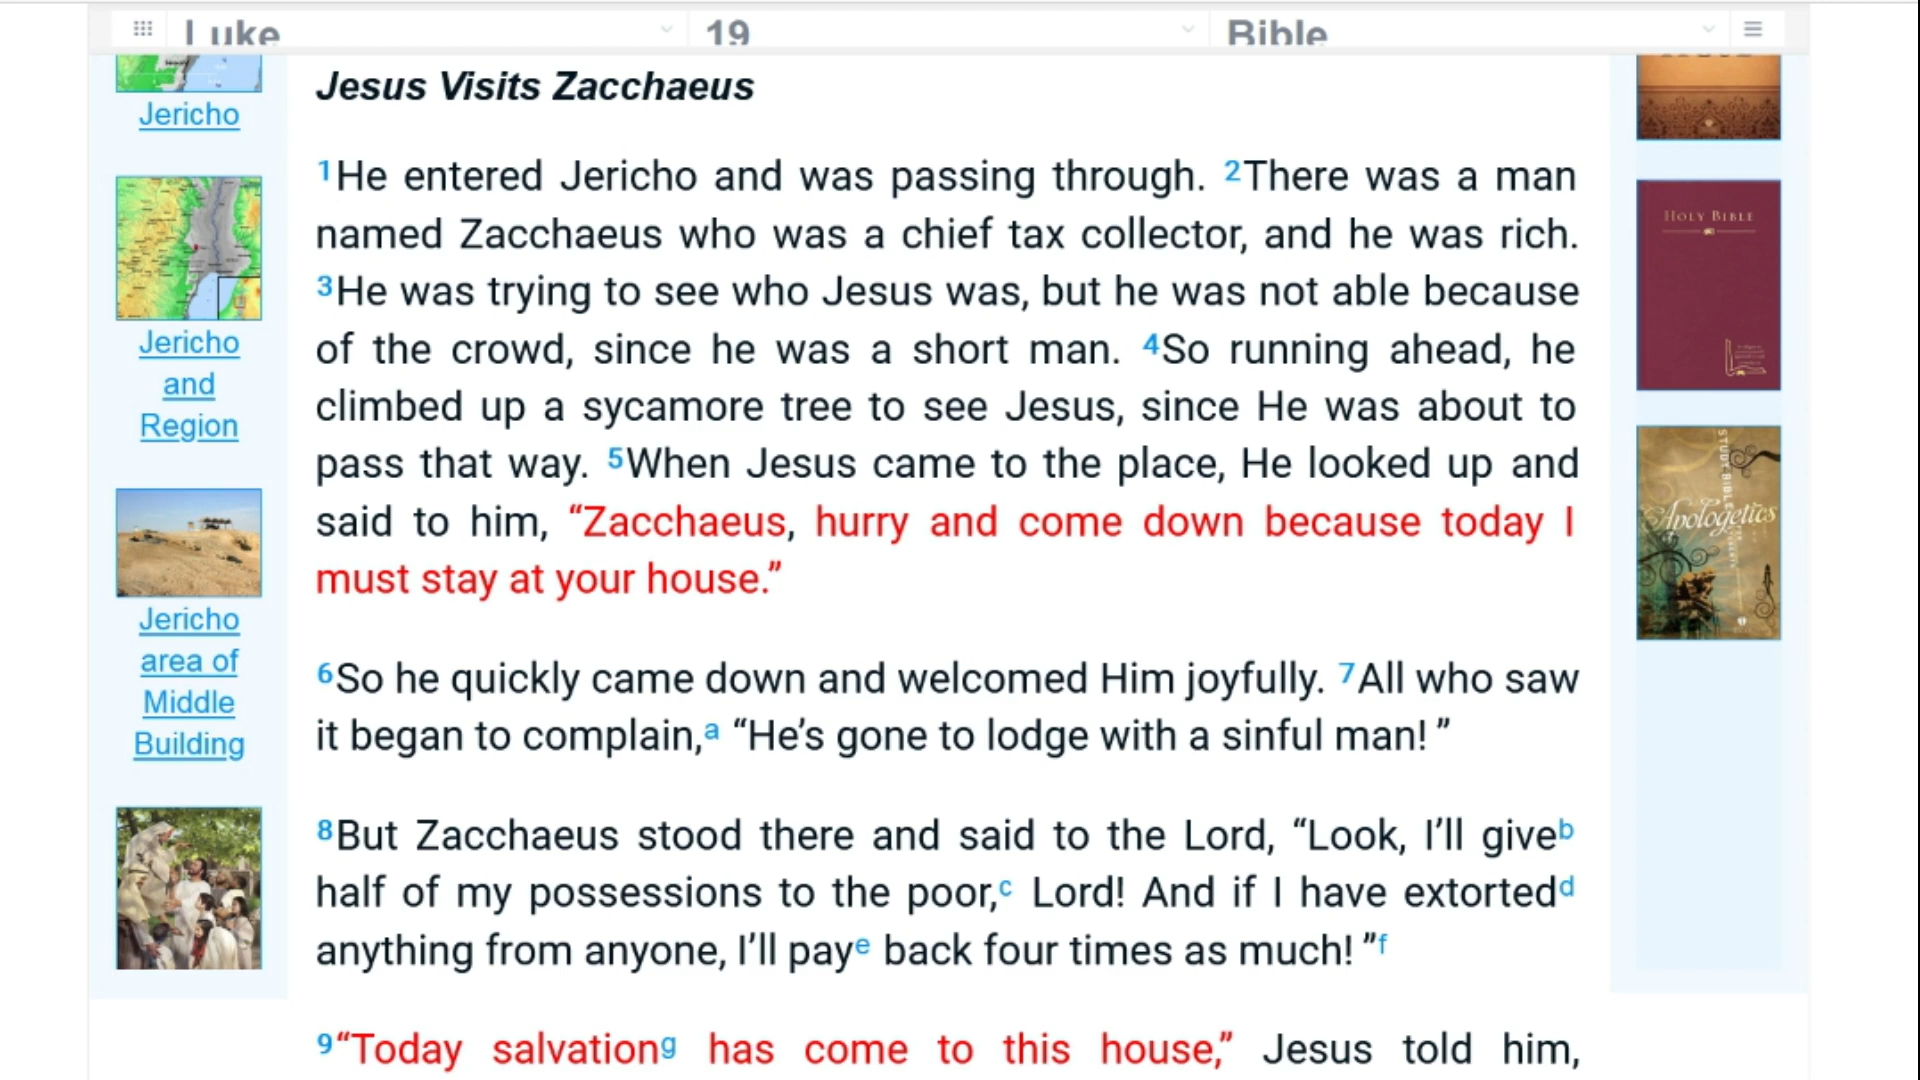 Luke
19
Bible
Jericho
Jericho
and
Region
Jericho
area of
Middle
Building
Jesus Visits Zacchaeus
1He entered Jericho and was passing through. 2There was a man
named Zacchaeus who was a chief tax collector, and he was rich.
3He was trying to see who Jesus was, but he was not able because
of the crowd, since he was a short man. 4So running ahead, he
climbed up a sycamore tree to see Jesus, since He was about to
pass that way. 5When Jesus came to the place, He looked up and
said to him, “Zacchaeus, hurry and come down because today I
must stay at your house.”
6So he quickly came down and welcomed Him joyfully. 7All who saw
it began to complain,a “He’s gone to lodge with a sinful man! ”
8But Zacchaeus stood there and said to the Lord, “Look, I’ll giveb
half of my possessions to the poor,c Lord! And if I have extortedd
anything from anyone, I’ll paye back four times as much! ”f
9“Today salvationg has come to this house,” Jesus told him,
HOLY BIBLE
Apologetics
STUDY BIBLE